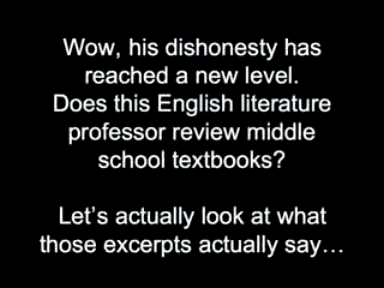 Wow, his dishonesty has
reached a new level.
Does this English literature
professor review middle
school textbooks?
Let’s actually look at what
those excerpts actually say…